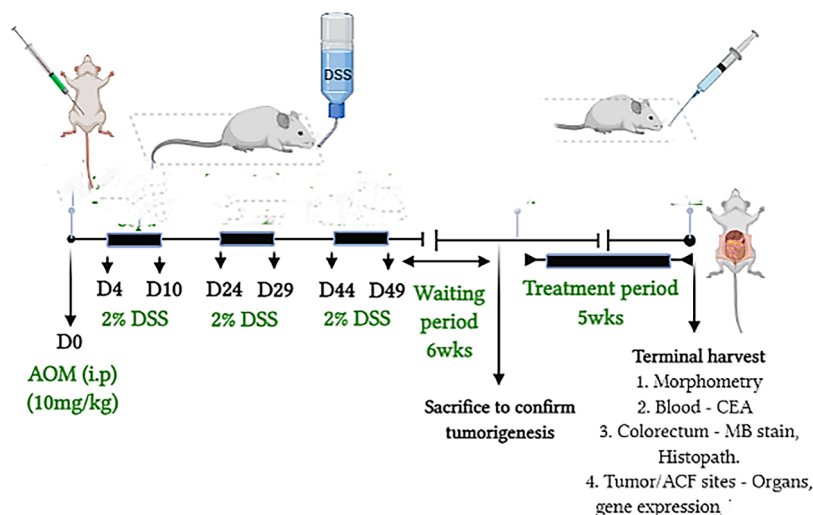 DSS
D4
D10
D24
D29
D44
D49
2% DSS
2% DSS
2% DSS
Waiting
period
6wks
Treatment period
5wks
D0
AOM (i.p)
(10mg/kg)
Sacrifice to confirm
tumorigenesis
Terminal harvest
1. Morphometry
2. Blood - CEA
3. Colorectum - MB stain,
Histopath.
4. Tumor/ACF sites - Organs,
gene expression